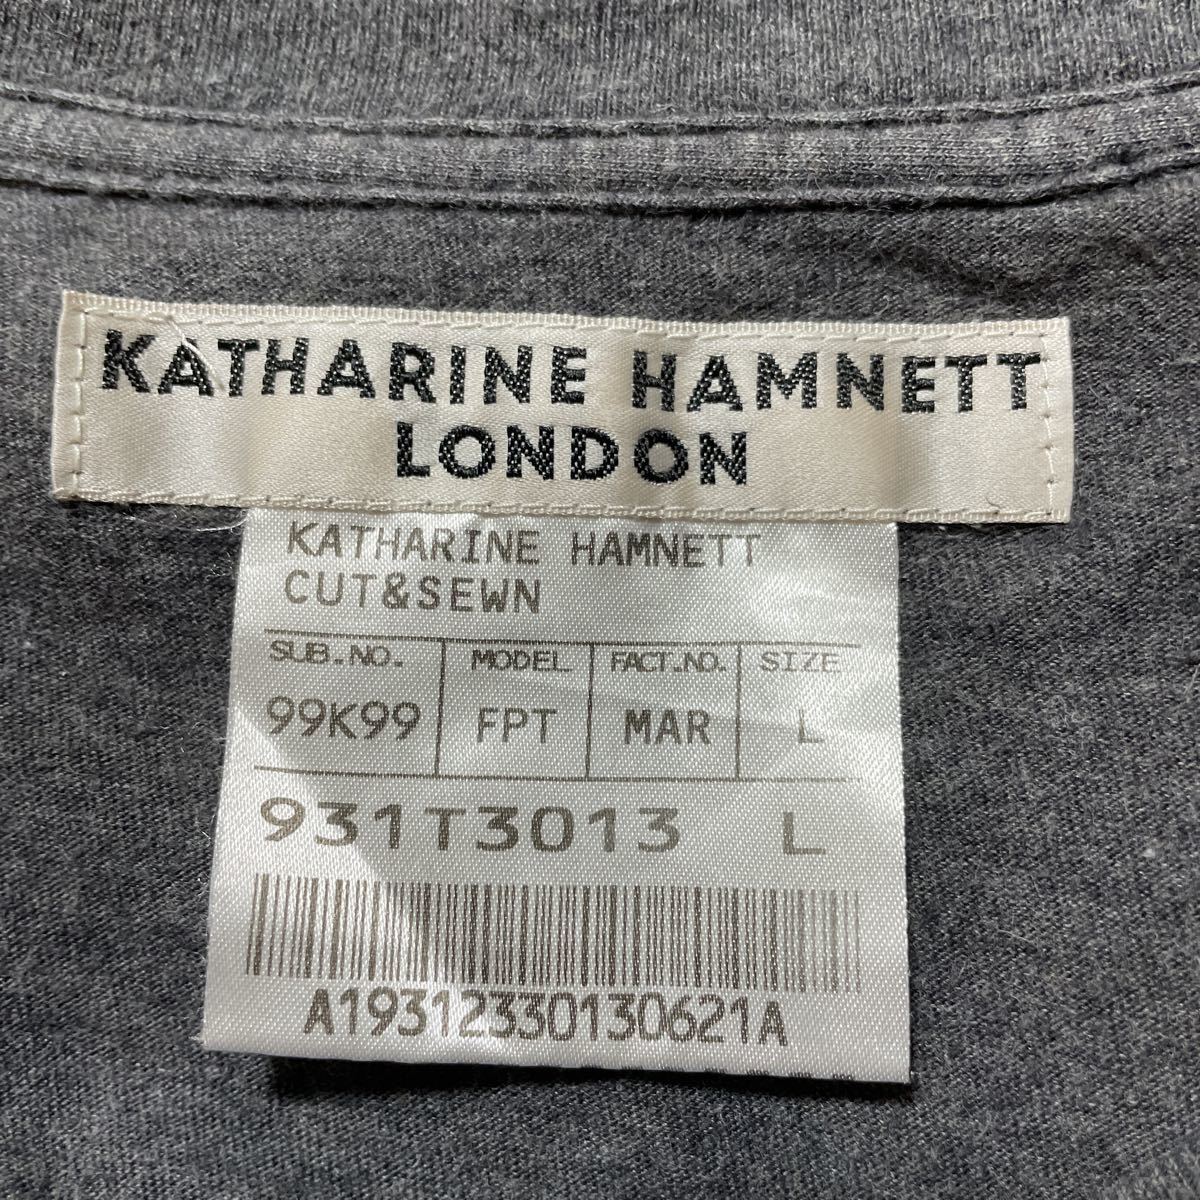 KATHARINE HAMNETT
LONDON
KATHARINE HAMNETT
CUT&SEWN
SUB.NO. MODEL FACT.NO. SIZE
99K99 FPT MAR L
931T3013 L
A19312330130621A